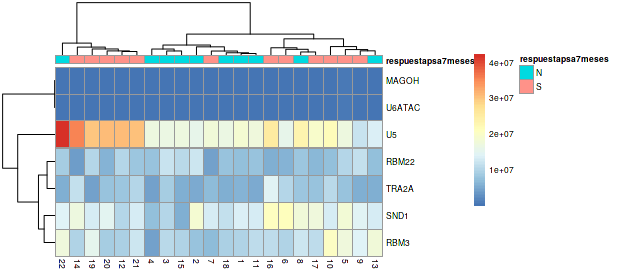 respuestapsa7meses
MAGOH
U6ATAC
U5
RBM22
TRA2A
SND1
RBM3
22 14 19 20 12 21 4 3 15 2 7 18 1 11 16 6 8 17 10 5 9 13
4e+07
3e+07
2e+07
1e+07
respuestapsa7meses
N
S